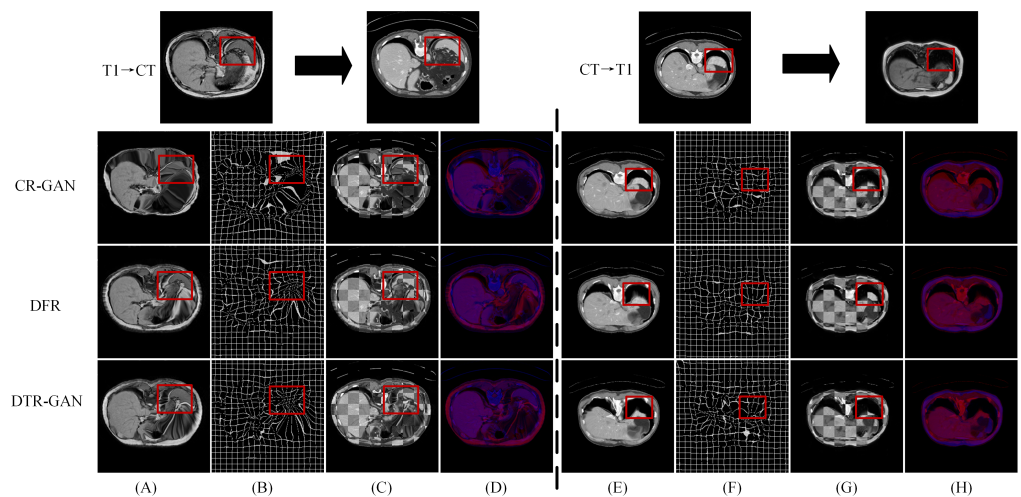 T1→CT
CT→T1
CR-GAN
DFR
DTR-GAN
(A) (B) (C) (D) (E) (F) (G) (H)